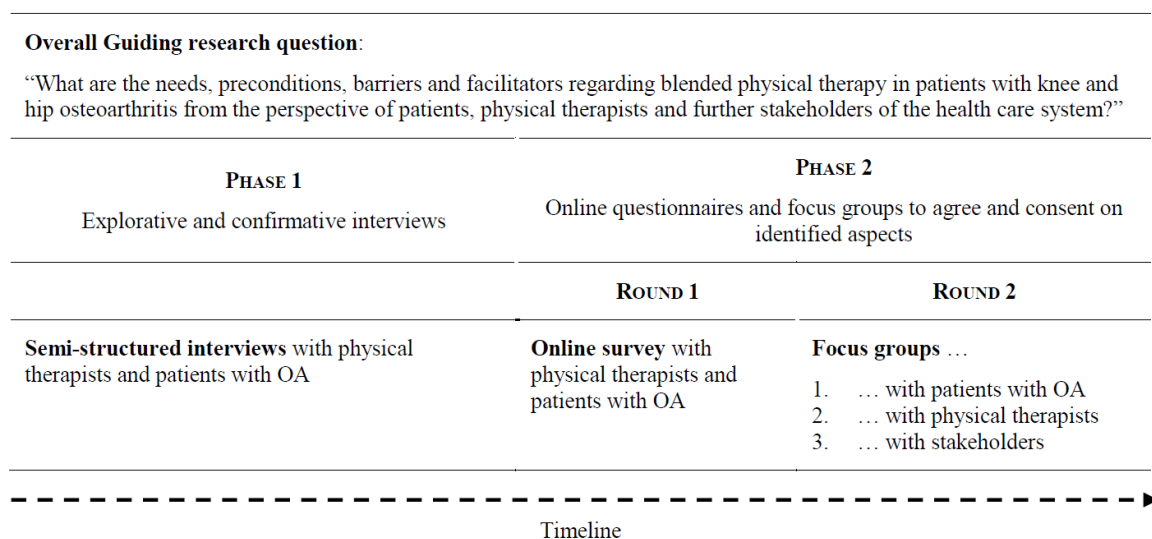 Overall Guiding research question:
“What are the needs, preconditions, barriers and facilitators regarding blended physical therapy in patients with knee and
hip osteoarthritis from the perspective of patients, physical therapists and further stakeholders of the health care system?”
PHASE 1
Explorative and confirmative interviews
PHASE 2
Online questionnaires and focus groups to agree and consent on
identified aspects
ROUND 1
ROUND 2
Semi-structured interviews with physical
therapists and patients with OA
Online survey with
physical therapists and
patients with OA
Focus groups …
1. … with patients with OA
2. … with physical therapists
3. … with stakeholders
Timeline